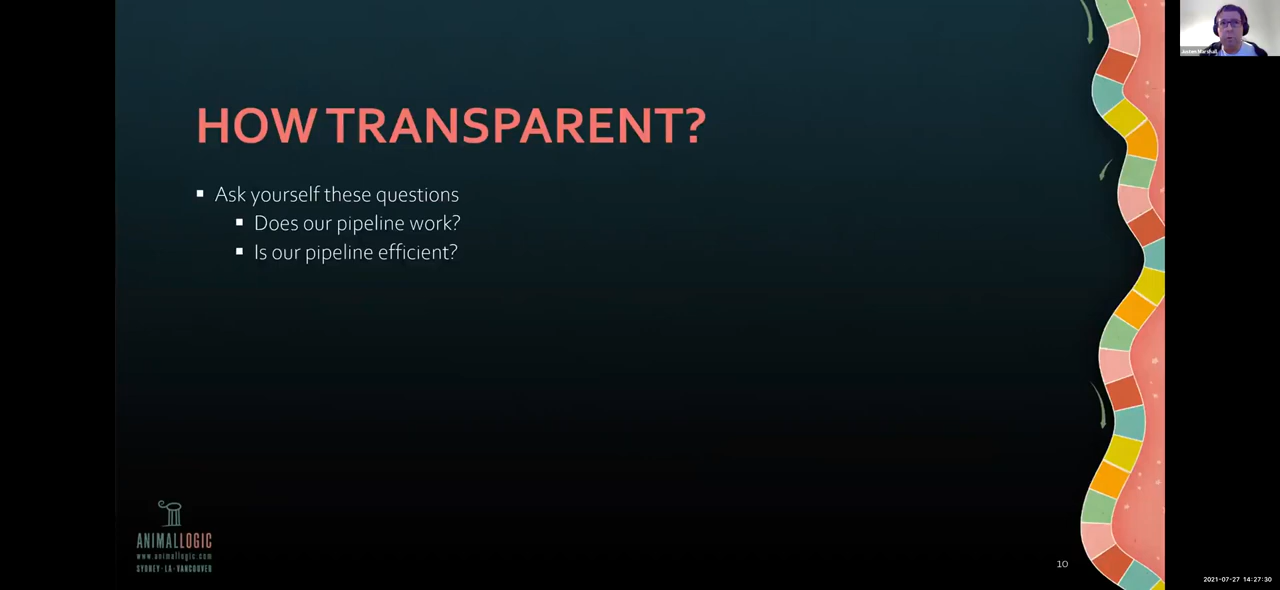 HOW TRANSPARENT?
Ask yourself these questions
Does our pipeline work?
Is our pipeline efficient?
ANIMALLOGIC
www.animallogic.com
SYDNEY-LA-VANCOUVER
10
Marshall
2021-07-27 14:27:30